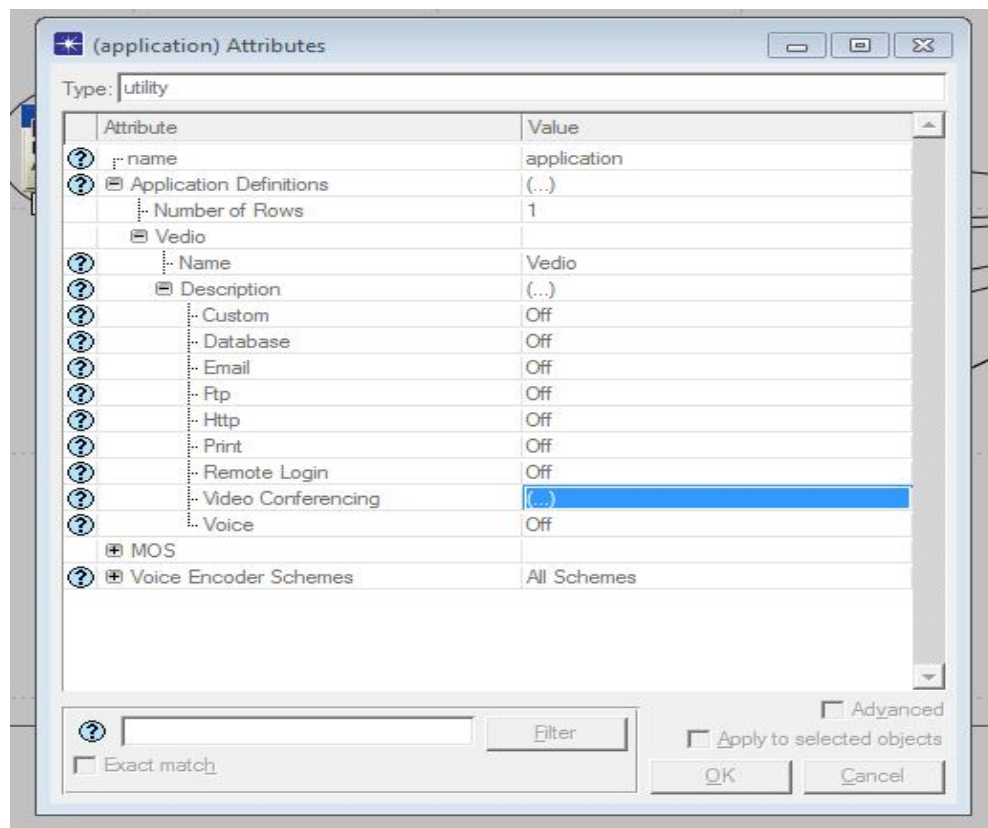 (application) Attributes
Type: utility
Attribute Value
name application
Application Definitions (...)
Number of Rows 1
Vedio
Name Vedio
Description (...)
Custom Off
Database Off
Email Off
Ftp Off
Http Off
Print Off
Remote Login Off
Video Conferencing (...)
Voice Off
MOS
Voice Encoder Schemes All Schemes
Advanced
Filter
Apply to selected objects
Exact match
OK Cancel